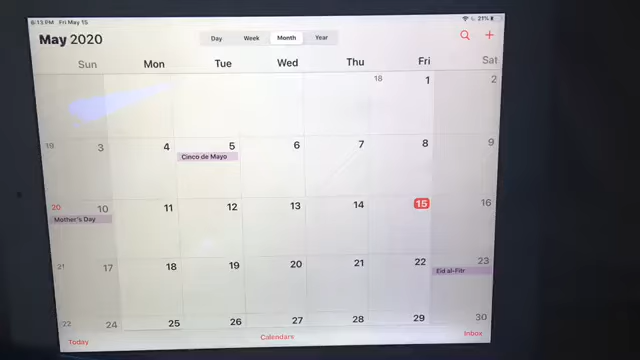 6:13 PM Fri May 15 21%
May 2020 Day Week Month Year
Sun Mon Tue Wed Thu Fri Sat
18 1 2
19 3 4 5 6 7 8 9
Cinco de Mayo
20 10 11 12 13 14 15 16
Mother's Day
21 17 18 19 20 21 22 23
Eid al-Fitr
22 24 25 26 27 28 29 30
Today Calendars Inbox